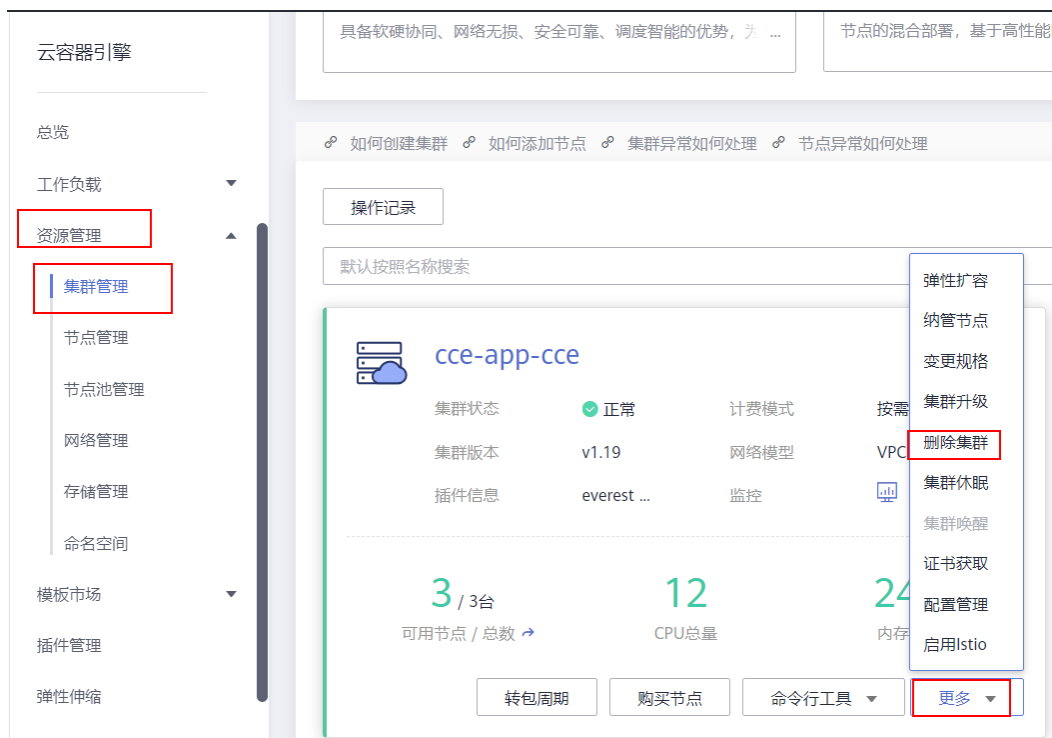 云容器引擎
总览
工作负载
资源管理
集群管理
节点管理
节点池管理
网络管理
存储管理
命名空间
模板市场
插件管理
弹性伸缩
具备软硬协同、网络无损、安全可靠、调度智能的优势，为 ...
节点的混合部署，基于高性能
如何创建集群 如何添加节点 集群异常如何处理 节点异常如何处理
操作记录
默认按照名称搜索
cce-app-cce
集群状态 正常 计费模式 按需
集群版本 v1.19 网络模型 VPC
插件信息 everest ... 监控
3 / 3台 12 24
可用节点 / 总数 CPU总量 内存
转包周期 购买节点 命令行工具 更多
弹性扩容
纳管节点
变更规格
集群升级
删除集群
集群休眠
集群唤醒
证书获取
配置管理
启用Istio